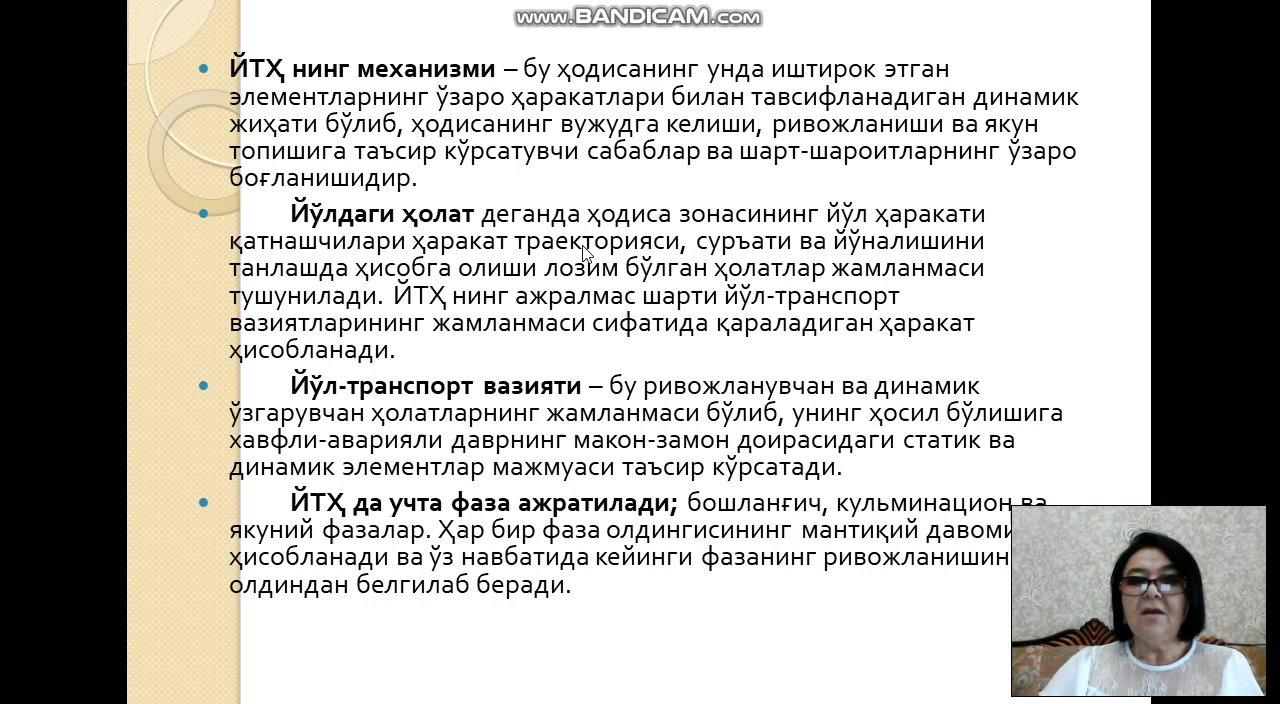 www.BANDICAM.com
ЙТҲ нинг механизми – бу ҳодисанинг унда иштирок этган
элементларнинг ўзаро ҳаракатлари билан тавсифланадиган динамик
жиҳати бўлиб, ҳодисанинг вужудга келиши, ривожланиши ва якун
топишига таъсир кўрсатувчи сабаблар ва шарт-шароитларнинг ўзаро
боғланишидир.
Йўлдаги ҳолат деганда ҳодиса зонасининг йўл ҳаракати
қатнашчилари ҳаракат траекторияси, суръати ва йўналишини
танлашда ҳисобга олиши лозим бўлган ҳолатлар жамланмаси
тушунилади. ЙТҲ нинг ажралмас шарти йўл-транспорт
вазиятларининг жамланмаси сифатида қараладиган ҳаракат
ҳисобланади.
Йўл-транспорт вазияти – бу ривожланувчан ва динамик
ўзгарувчан ҳолатларнинг жамланмаси бўлиб, унинг ҳосил бўлишига
хавфли-аварияли даврнинг макон-замон доирасидаги статик ва
динамик элементлар мажмуаси таъсир кўрсатади.
ЙТҲ да учта фаза ажратилади; бошланғич, кульминацион ва
якуний фазалар. Ҳар бир фаза олдингисининг мантиқий давоми
ҳисобланади ва ўз навбатида кейинги фазанинг
олдиндан белгилаб беради.